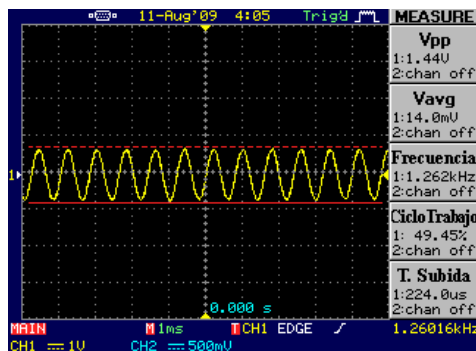 11-Aug'09 4:05 Trig'd MEASURE
Vpp
1:1.44V
2:chan off
Vavg
1:14.0mV
2:chan off
1
Frecuencia
1:1.262kHz
2:chan off
CicloTrabajo
1: 49.45%
2:chan off
T. Subida
1:224.0us
2:chan off
0.000 s
MAIN M 1ms T CH1 EDGE 1.26016kHz
CH1 1V CH2 500mV